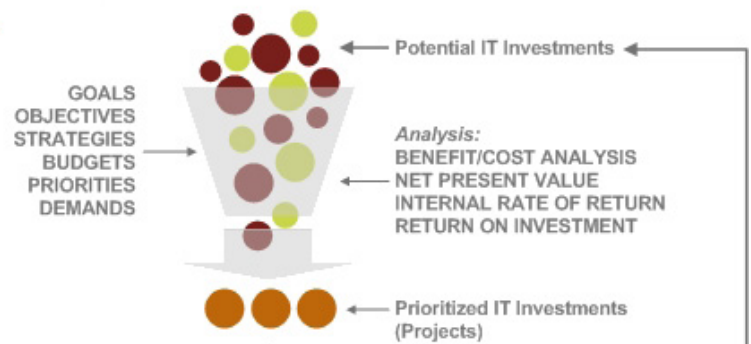 Potential IT Investments
GOALS
OBJECTIVES
STRATEGIES
BUDGETS
PRIORITIES
DEMANDS
Analysis:
BENEFIT/COST ANALYSIS
NET PRESENT VALUE
INTERNAL RATE OF RETURN
RETURN ON INVESTMENT
Prioritized IT Investments
(Projects)